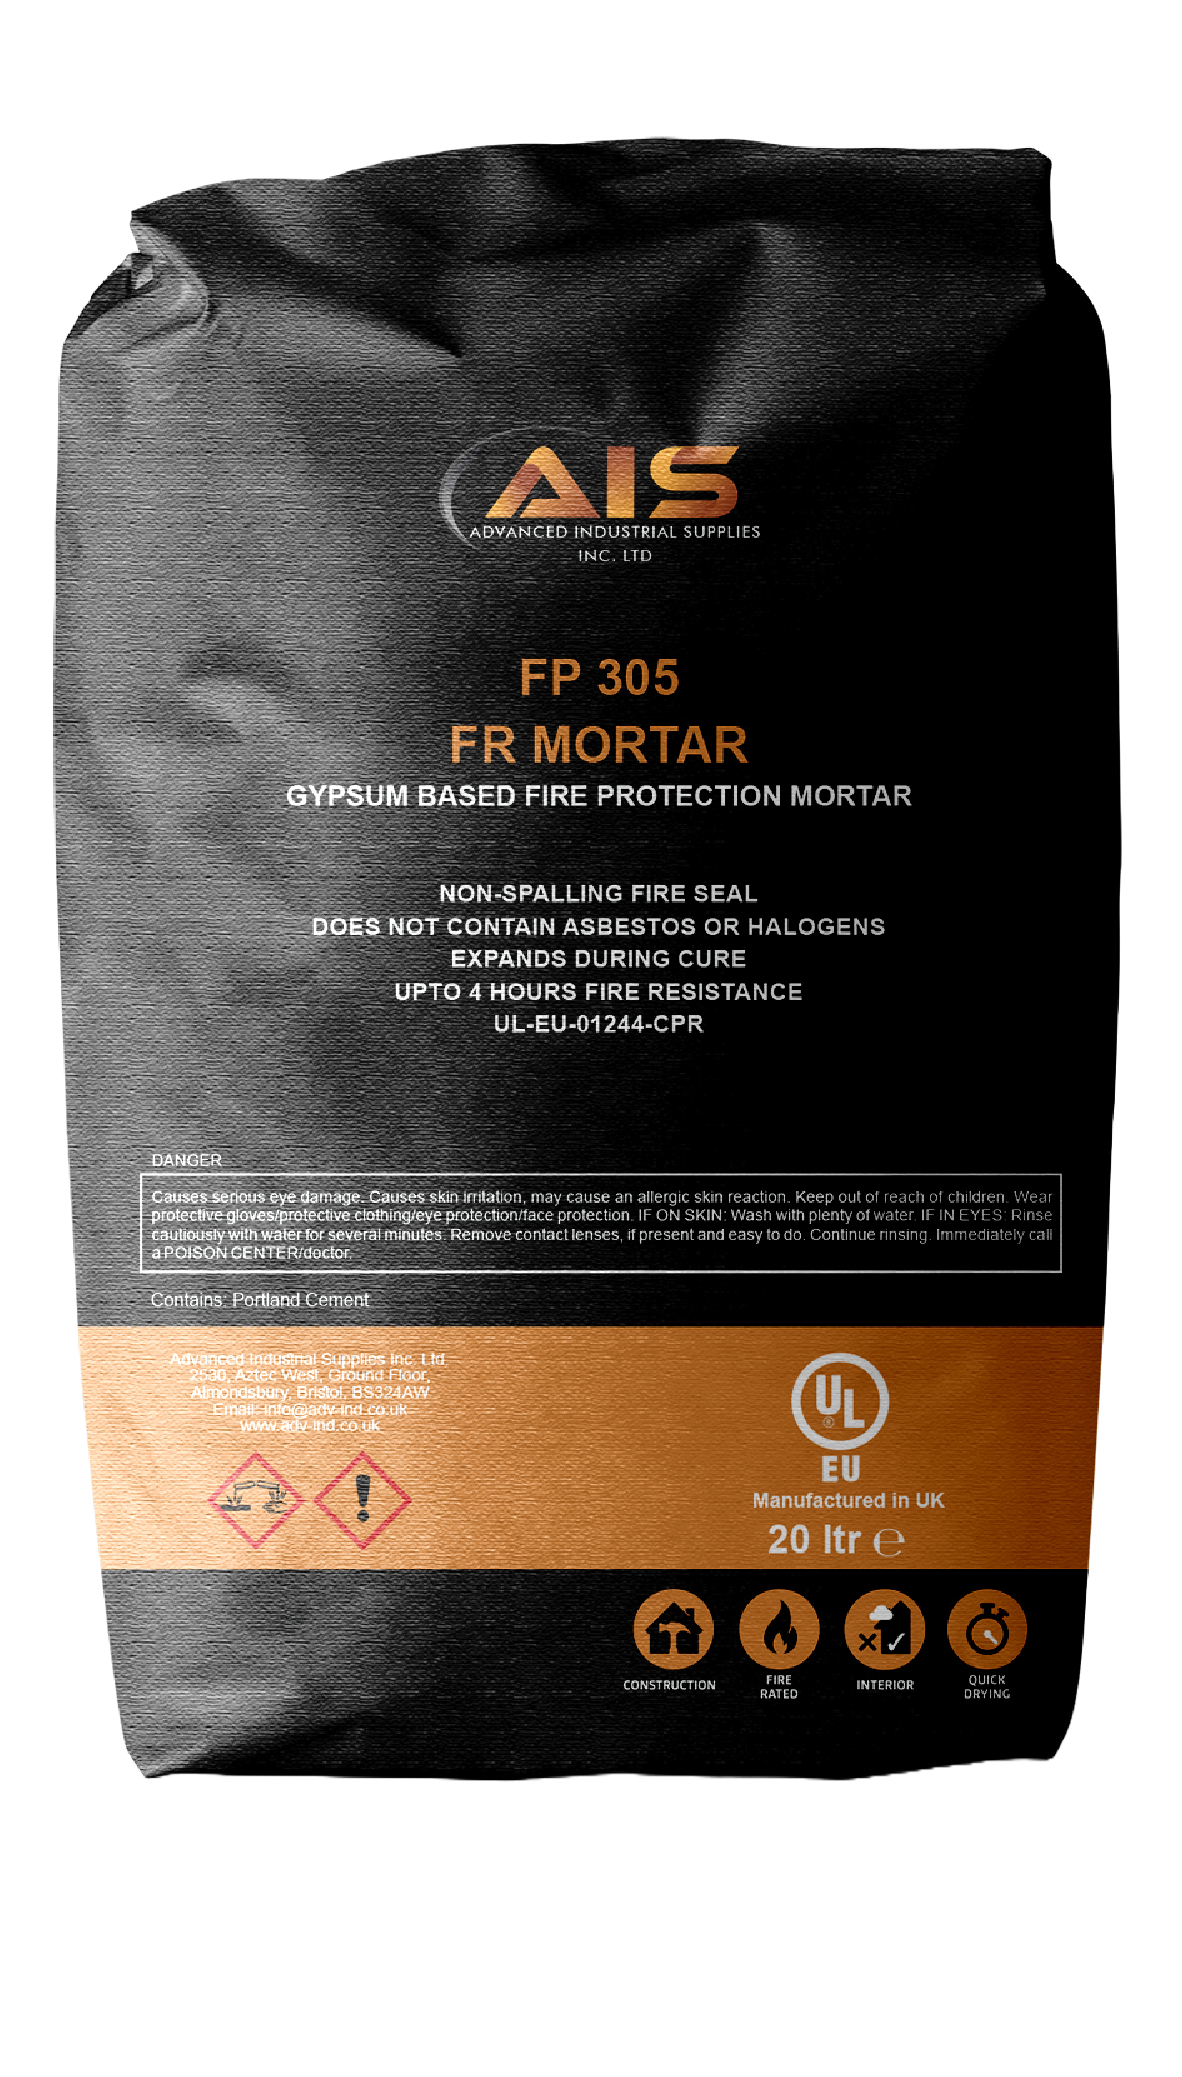 AIS
ADVANCED INDUSTRIAL SUPPLIES
INC. LTD
FP 305
FR MORTAR
GYPSUM BASED FIRE PROTECTION MORTAR
NON-SPALLING FIRE SEAL
DOES NOT CONTAIN ASBESTOS OR HALOGENS
EXPANDS DURING CURE
UPTO 4 HOURS FIRE RESISTANCE
UL-EU-01244-CPR
DANGER
Causes serious eye damage. Causes skin irritation, may cause an allergic skin reaction. Keep out of reach of children. Wear
protective gloves/protective clothing/eye protection/face protection. IF ON SKIN: Wash with plenty of water. IF IN EYES: Rinse
cautiously with water for several minutes. Remove contact lenses, if present and easy to do. Continue rinsing. Immediately call
a POISON CENTER/doctor.
Contains: Portland Cement
Advanced Industrial Supplies Inc. Ltd.
2530, Aztec West, Ground Floor,
Almondsbury, Bristol, BS324AW
Email: info@adv-ind.co.uk
www.adv-ind.co.uk
UL
®
EU
Manufactured in UK
20 ltr ℮
CONSTRUCTION
FIRE
RATED
INTERIOR
QUICK
DRYING